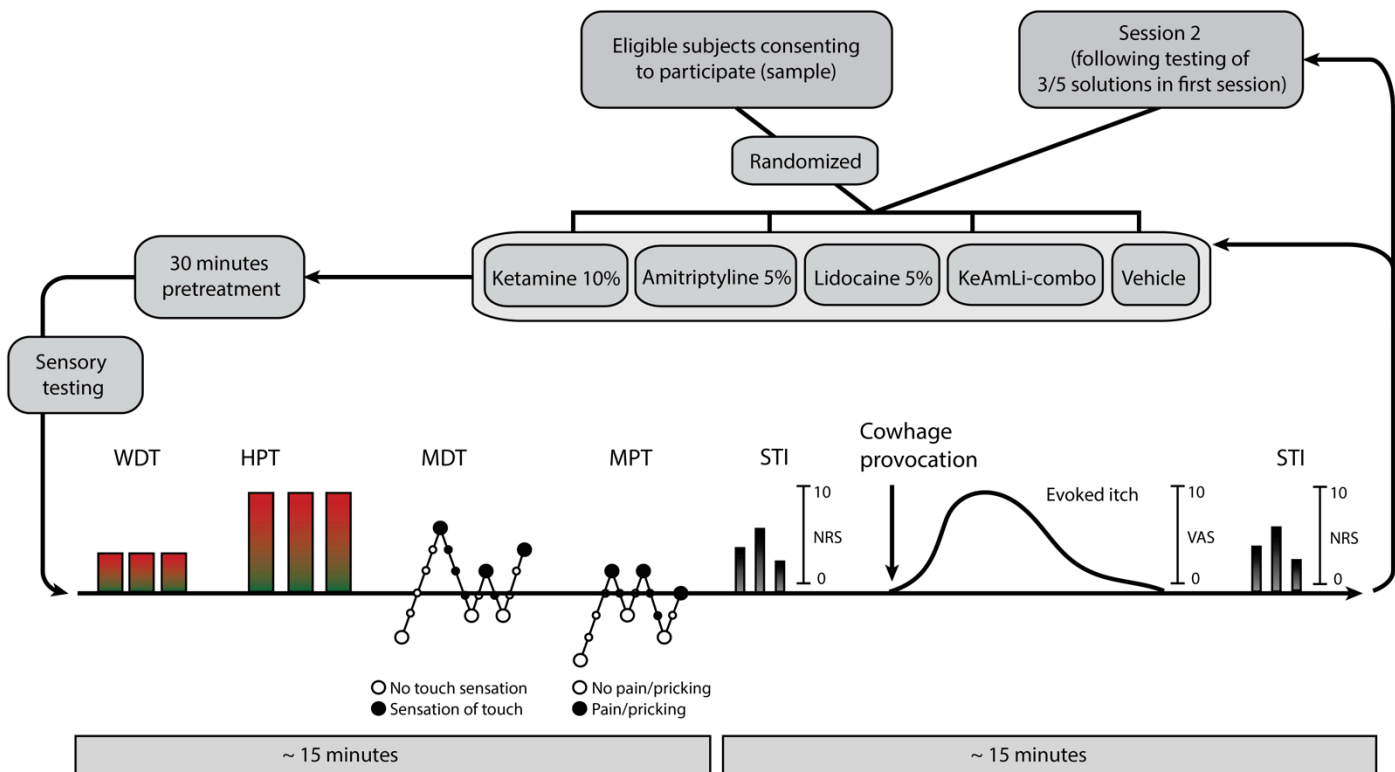 Eligible subjects consenting
to participate (sample)
Session 2
(following testing of
3/5 solutions in first session)
Randomized
30 minutes
pretreatment
Ketamine 10%
Amitriptyline 5%
Lidocaine 5%
KeAmLi-combo
Vehicle
Sensory
testing
WDT
HPT
MDT
MPT
STI
Cowhage
provocation
STI
10
NRS
0
Evoked itch
10
VAS
0
10
NRS
0
No touch sensation
Sensation of touch
No pain/pricking
Pain/pricking
~ 15 minutes
~ 15 minutes